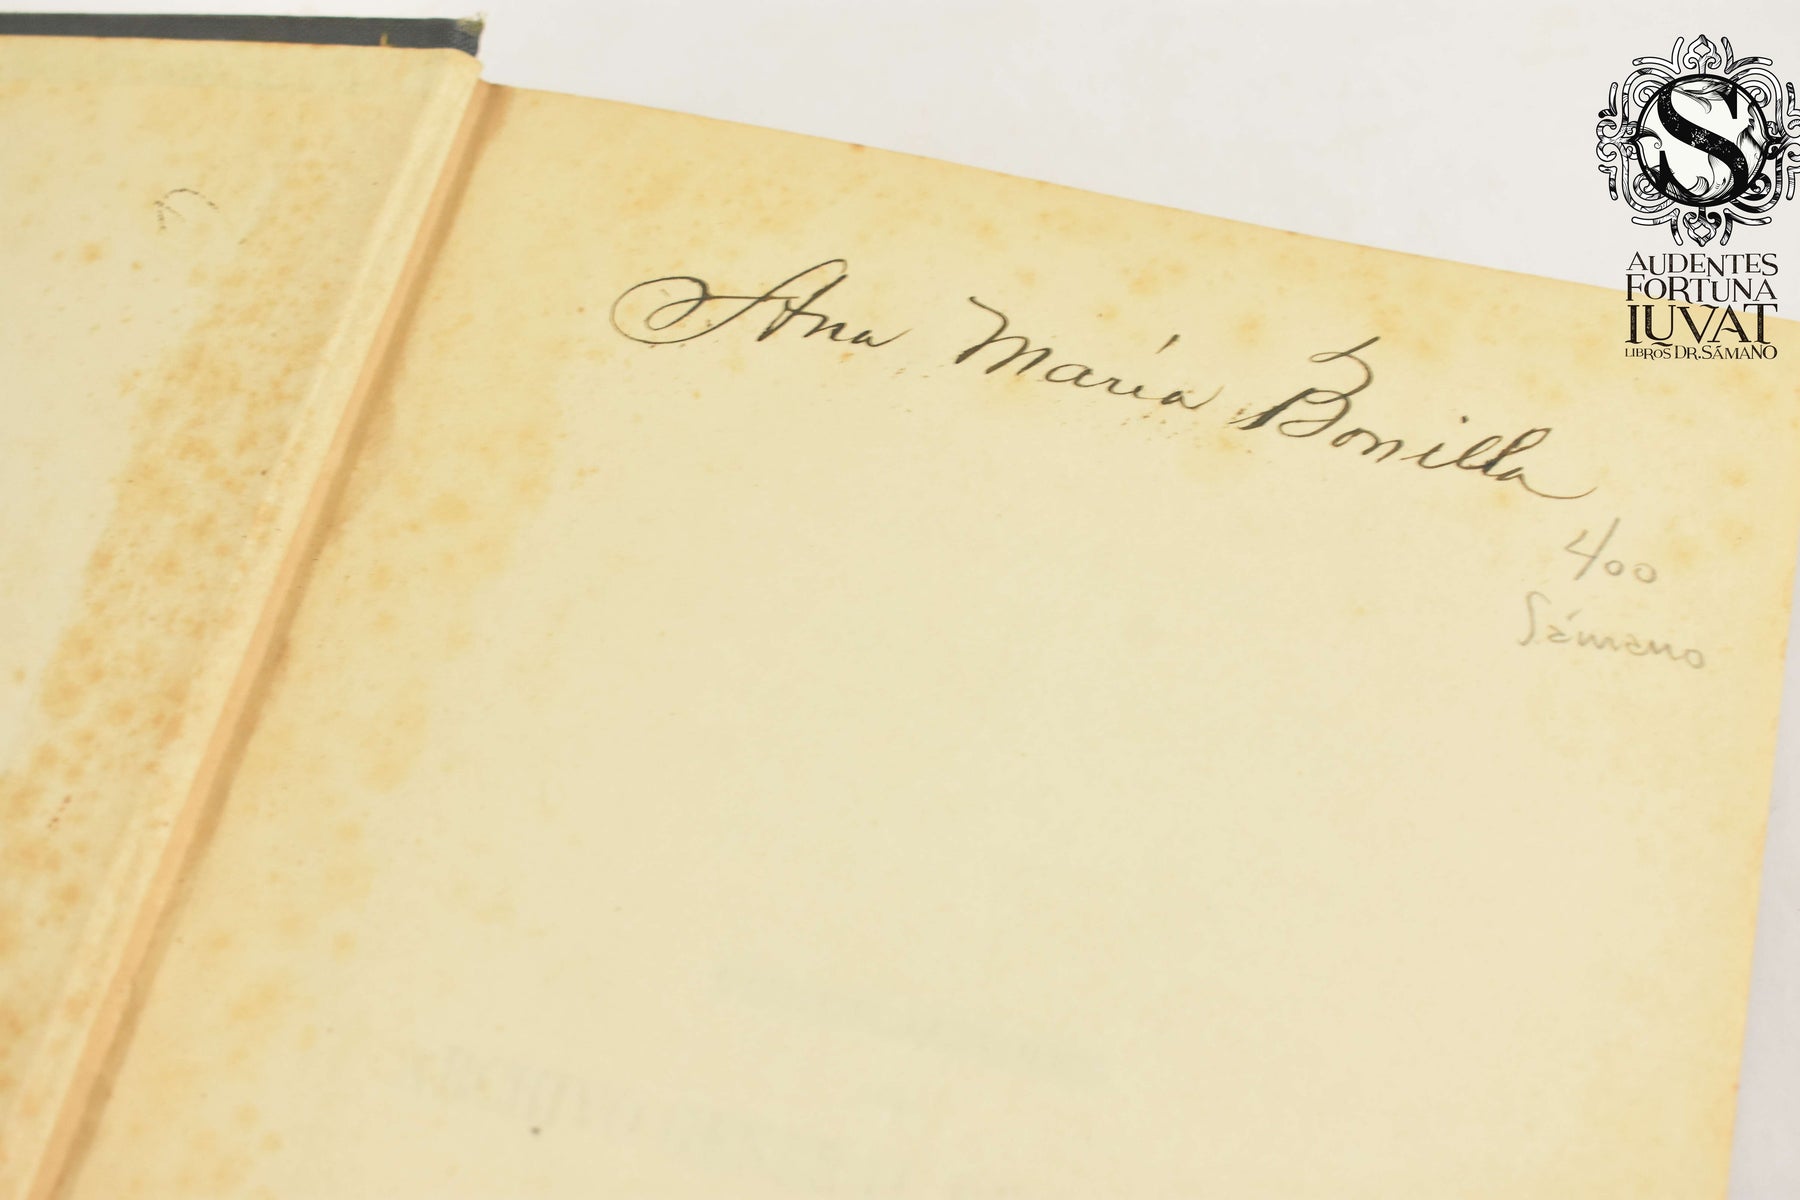 Ana María Bonilla
400
Sámano
AUDENTES
FORTUNA
IUVAT
LIBROS DR. SÁMANO